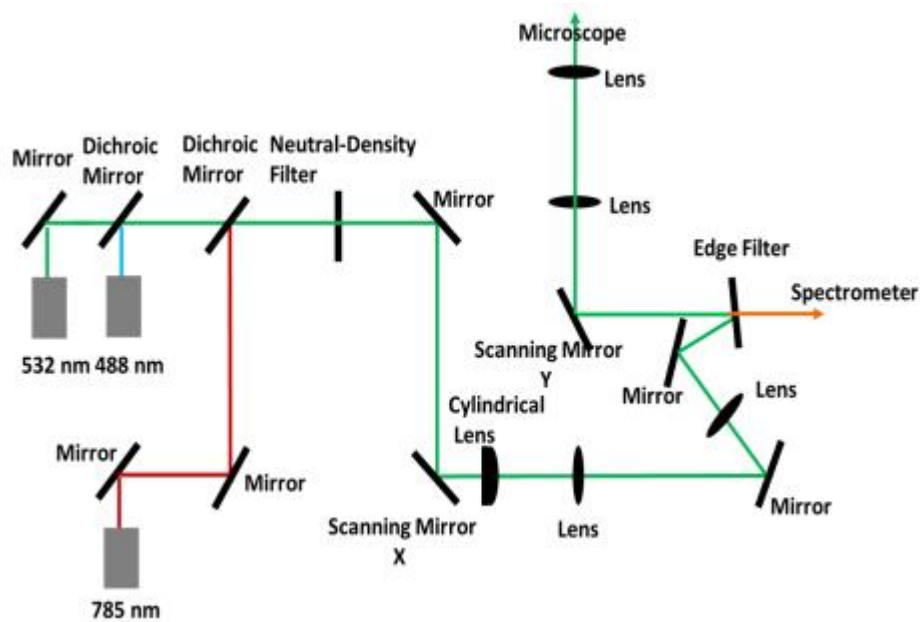 Microscope
Lens
Mirror
Dichroic
Mirror
Dichroic
Mirror
Neutral-Density
Filter
Mirror
Lens
Edge Filter
Spectrometer
532 nm
488 nm
Scanning Mirror
Y
Mirror
Lens
Cylindrical
Lens
Mirror
Mirror
Scanning Mirror
X
Lens
Mirror
785 nm